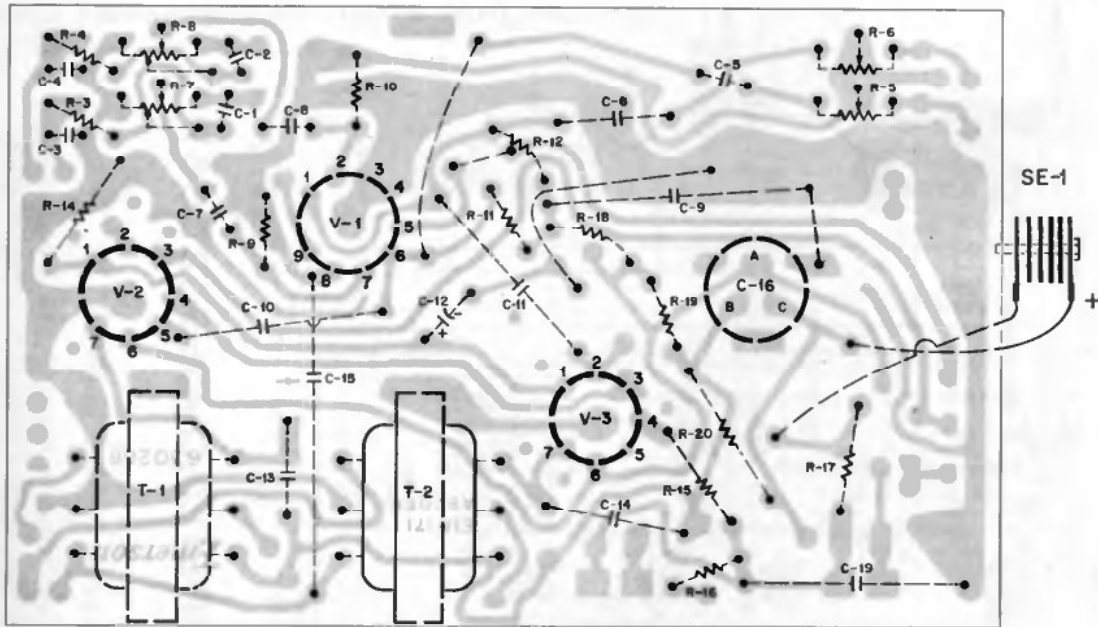 R-4
R-8
C-2
R-6
C-4
R-7
R-10
C-5
R-5
R-3
C-1
C-8
C-6
C-3
R-12
2
1
3
4
R-14
C-7
R-9
V-1
5
R-11
R-18
C-9
SE-1
9
8
7
6
2
1
3
V-2
4
7
6
5
C-10
C-12
+
C-11
R-19
A
C-16
B
C
+
C-15
2
1
3
V-3
4
7
6
5
R-20
T-1
C-13
T-2
R-15
R-17
C-14
R-16
C-19
Emerson